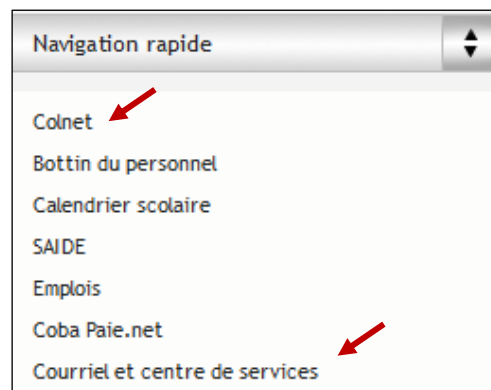 Navigation rapide
Colnet
Bottin du personnel
Calendrier scolaire
SAIDE
Emplois
Coba Paie.net
Courriel et centre de services